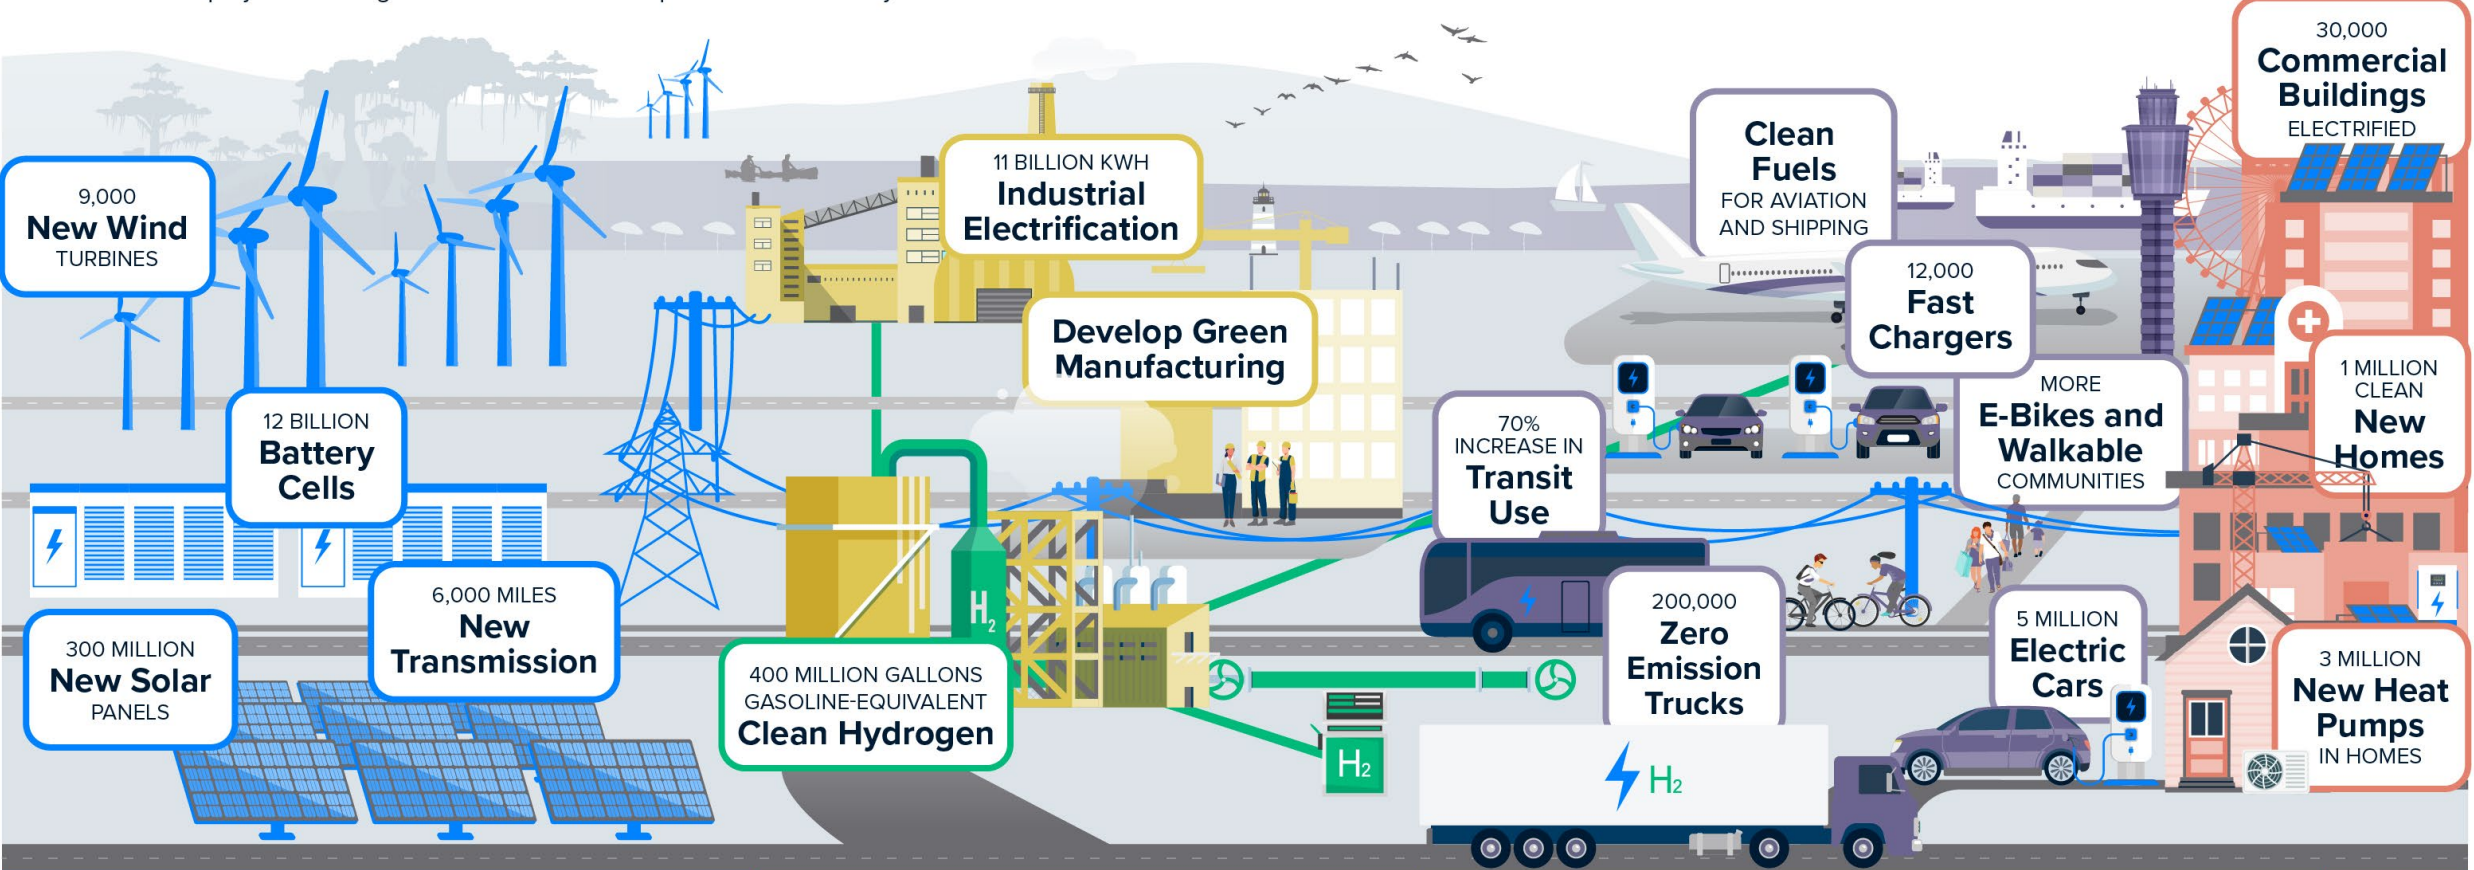 9,000
New Wind
TURBINES
12 BILLION
Battery
Cells
6,000 MILES
New
Transmission
300 MILLION
New Solar
PANELS
11 BILLION KWH
Industrial
Electrification
Develop Green
Manufacturing
H2
400 MILLION GALLONS
GASOLINE-EQUIVALENT
Clean Hydrogen
H2
Clean
Fuels
FOR AVIATION
AND SHIPPING
12,000
Fast
Chargers
70%
INCREASE IN
Transit
Use
MORE
E-Bikes and
Walkable
COMMUNITIES
200,000
Zero
Emission
Trucks
H2
5 MILLION
Electric
Cars
30,000
Commercial
Buildings
ELECTRIFIED
1 MILLION
CLEAN
New
Homes
3 MILLION
New Heat
Pumps
IN HOMES